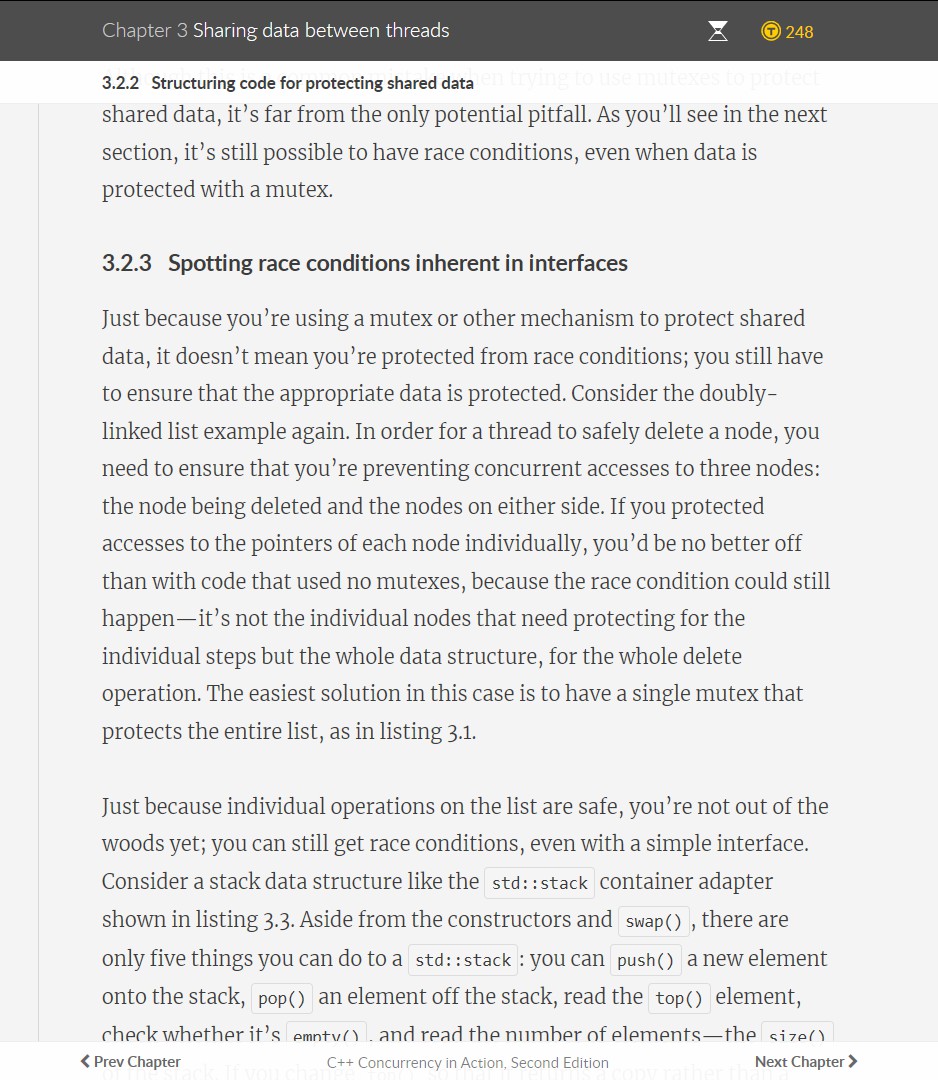 Chapter 3 Sharing data between threads
248
3.2.2 Structuring code for protecting shared data
shared data, it’s far from the only potential pitfall. As you’ll see in the next
section, it’s still possible to have race conditions, even when data is
protected with a mutex.
3.2.3 Spotting race conditions inherent in interfaces
Just because you’re using a mutex or other mechanism to protect shared
data, it doesn’t mean you’re protected from race conditions; you still have
to ensure that the appropriate data is protected. Consider the doubly-
linked list example again. In order for a thread to safely delete a node, you
need to ensure that you’re preventing concurrent accesses to three nodes:
the node being deleted and the nodes on either side. If you protected
accesses to the pointers of each node individually, you’d be no better off
than with code that used no mutexes, because the race condition could still
happen—it’s not the individual nodes that need protecting for the
individual steps but the whole data structure, for the whole delete
operation. The easiest solution in this case is to have a single mutex that
protects the entire list, as in listing 3.1.
Just because individual operations on the list are safe, you’re not out of the
woods yet; you can still get race conditions, even with a simple interface.
Consider a stack data structure like the std::stack container adapter
shown in listing 3.3. Aside from the constructors and swap(), there are
only five things you can do to a std::stack: you can push() a new element
onto the stack, pop() an element off the stack, read the top() element,
check whether it’s empty(), and read the number of elements—the size()
Prev Chapter C++ Concurrency in Action, Second Edition Next Chapter